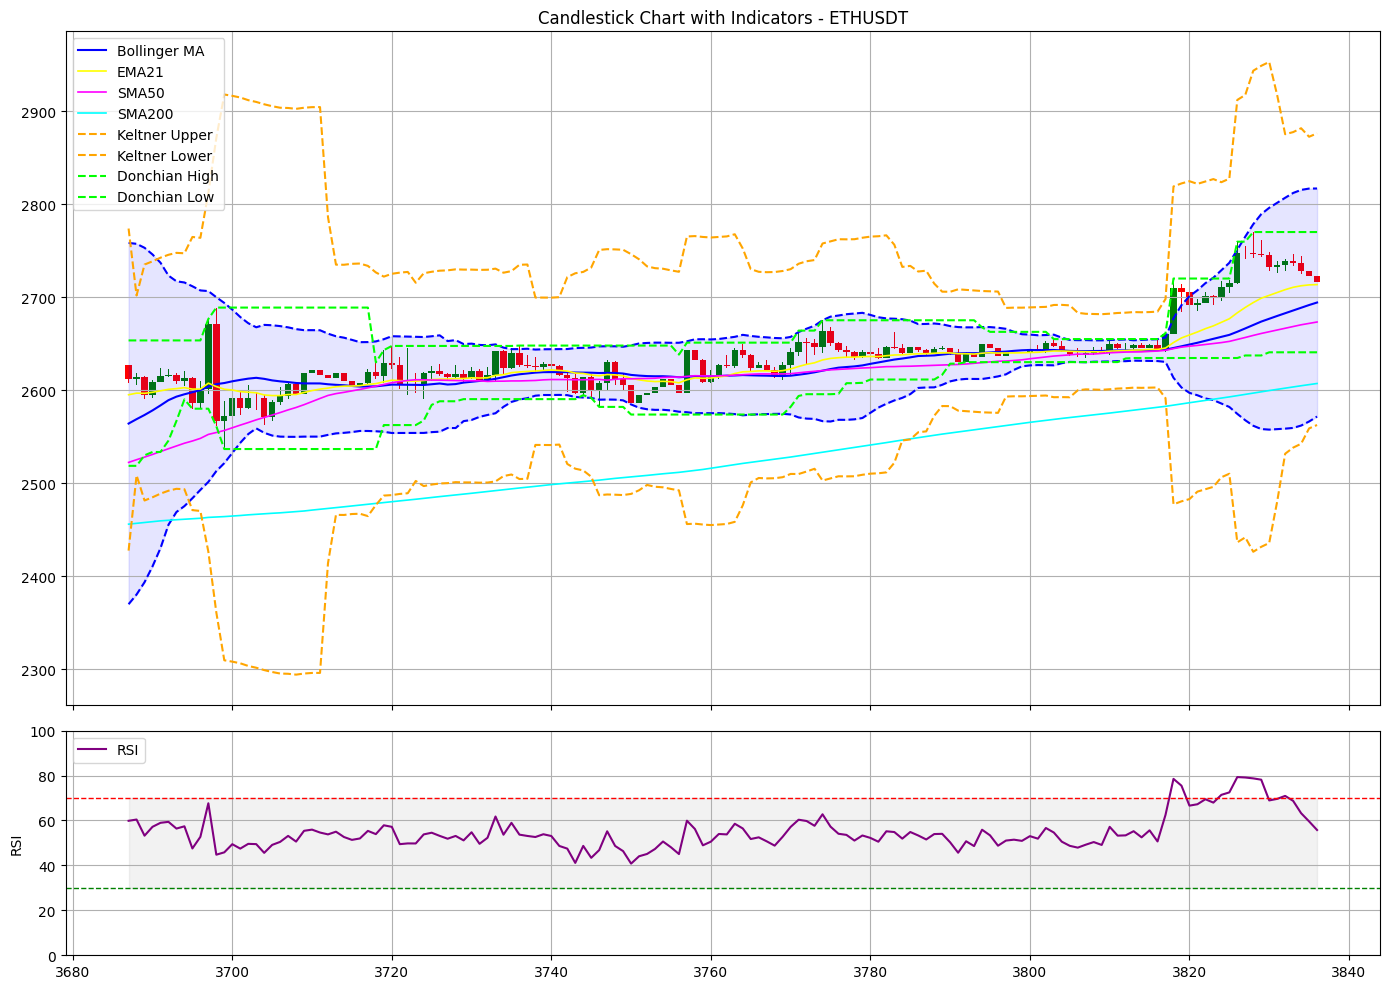 Candlestick Chart with Indicators - ETHUSDT
Bollinger MA
EMA21
SMA50
SMA200
Keltner Upper
Keltner Lower
Donchian High
Donchian Low
2900
2800
2700
2600
2500
2400
2300
RSI
100
80
60
40
20
0
RSI
3680
3700
3720
3740
3760
3780
3800
3820
3840